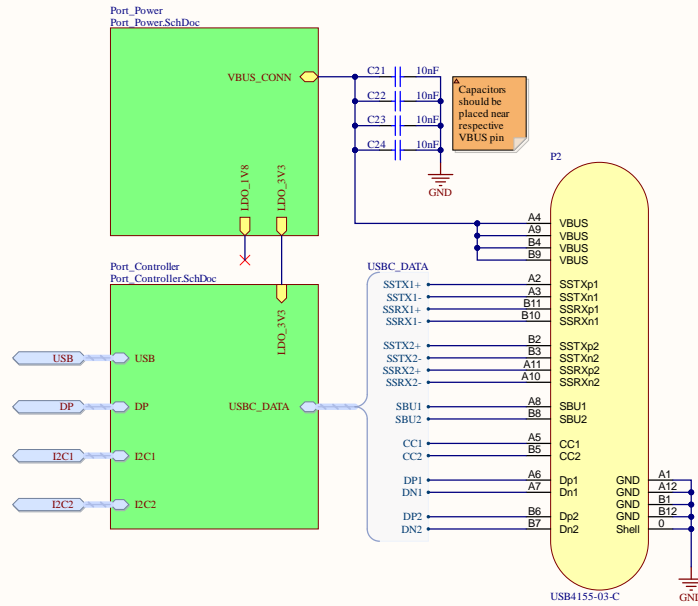 Port_Power
Port_Power.SchDoc
VBUS_CONN
LDO_1V8
LDO_3V3
C21 10nF
C22 10nF
C23 10nF
C24 10nF
Capacitors
should be
placed near
respective
VBUS pin
GND
Port_Controller
Port_Controller.SchDoc
LDO_3V3
USB USB
DP DP
USBC_DATA
I2C1 I2C1
I2C2 I2C2
USBC_DATA
SSTX1+
SSTX1-
SSRX1+
SSRX1-
SSTX2+
SSTX2-
SSRX2+
SSRX2-
SBU1
SBU2
CC1
CC2
DP1
DN1
DP2
DN2
P2
A4 VBUS
A9 VBUS
B4 VBUS
B9 VBUS
A2 SSTXp1
A3 SSTXn1
B11 SSRXp1
B10 SSRXn1
B2 SSTXp2
B3 SSTXn2
A11 SSRXp2
A10 SSRXn2
A8 SBU1
B8 SBU2
A5 CC1
B5 CC2
A6 Dp1
A7 Dn1
B6 Dp2
B7 Dn2
GND A1
GND A12
GND B1
GND B12
Shell 0
USB4155-03-C
GND